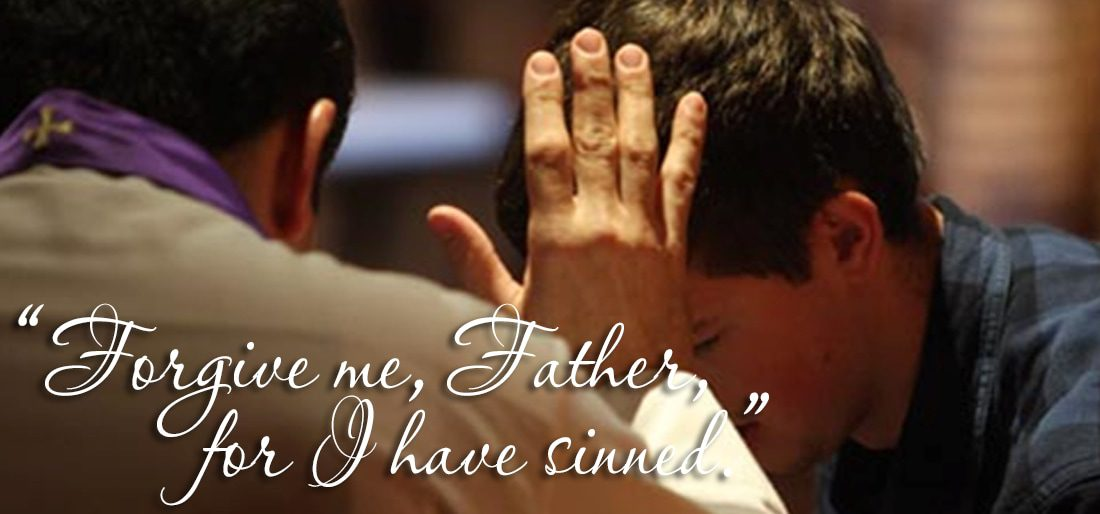 “Forgive me, Father,
for I have sinned.”